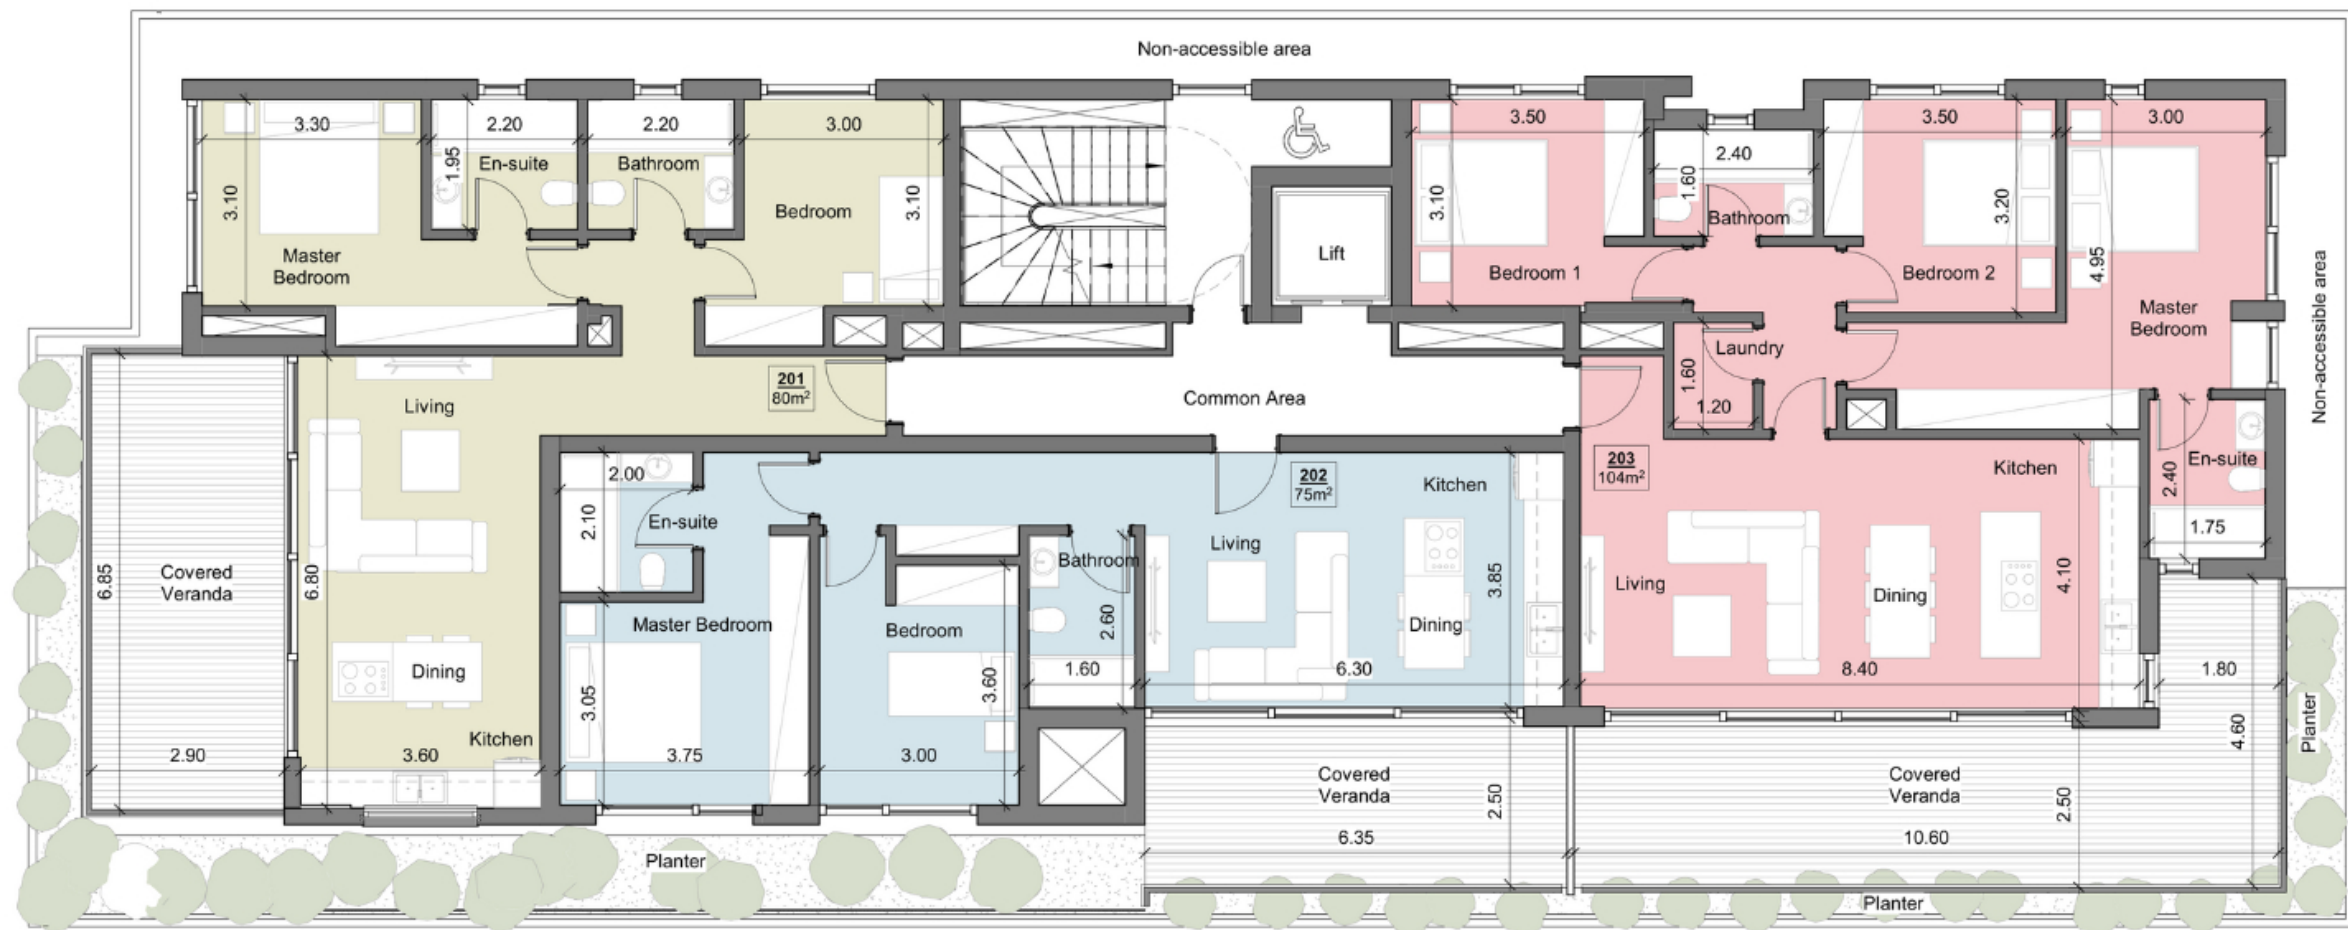 Non-accessible area
3.30
2.20
2.20
3.00
3.50
2.40
3.50
3.00
1.95
En-suite
Bathroom
3.10
Bedroom
3.10
3.10
1.60
Bathroom
3.20
4.95
Master
Bedroom
Lift
Bedroom 1
Bedroom 2
Master
Bedroom
Non-accessible area
Laundry
1.60
1.20
201
80m²
Living
Common Area
2.00
2.10
En-suite
202
75m²
Kitchen
203
104m²
Kitchen
En-suite
2.40
1.75
6.85
Covered
Veranda
6.80
Living
Bathroom
3.85
Living
Dining
4.10
Master Bedroom
Bedroom
2.60
Dining
Dining
3.05
3.60
1.60
6.30
8.40
1.80
2.90
3.60
Kitchen
3.75
3.00
4.60
Planter
Covered
Veranda
2.50
6.35
Covered
Veranda
2.50
10.60
Planter
Planter